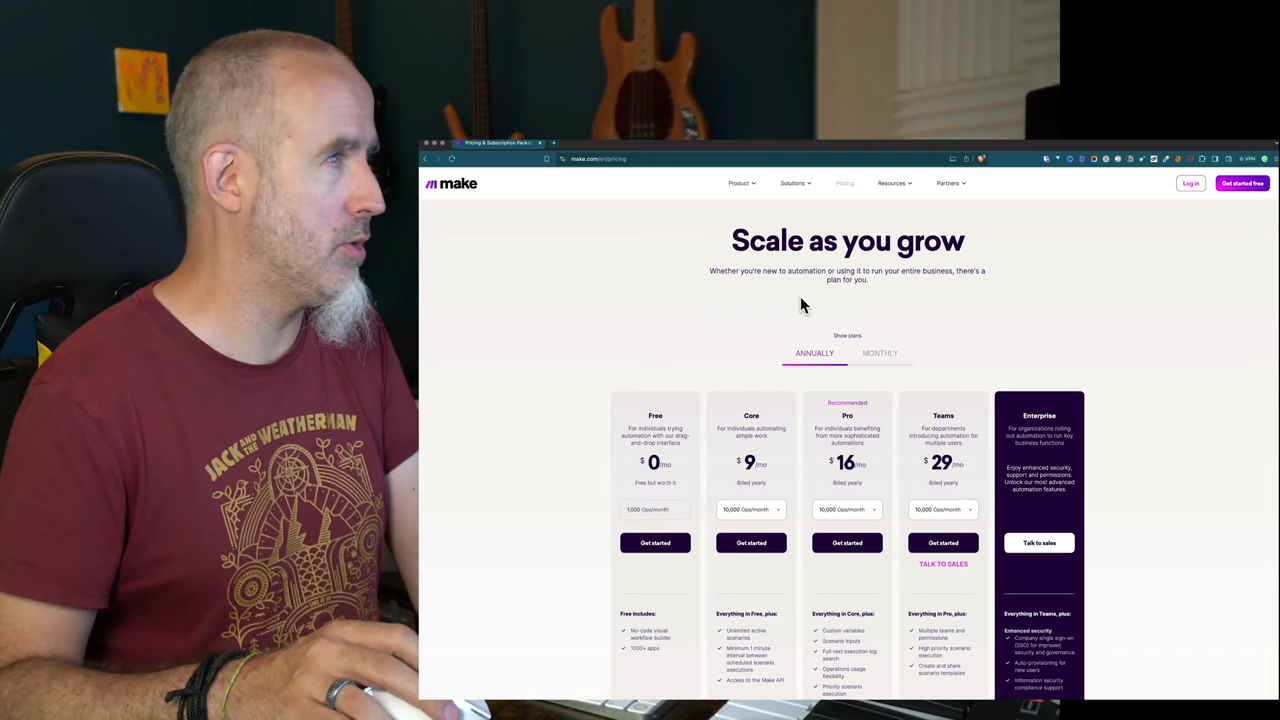 Pricing & Subscription Packa
make.com/en/pricing
VPN
make
Product
Solutions
Pricing
Resources
Partners
Log in
Get started free
Scale as you grow
Whether you're new to automation or using it to run your entire business, there's a
plan for you.
Show plans
ANNUALLY
MONTHLY
Free
For individuals trying
automation with our drag-
and-drop interface
$ 0/mo
Free but worth it
1,000 Ops/month
Get started
Free includes:
No-code visual
workflow builder
1000+ apps
Core
For individuals automating
simple work
$ 9/mo
Billed yearly
10,000 Ops/month
Get started
Everything in Free, plus:
Unlimited active
scenarios
Minimum 1 minute
interval between
scheduled scenario
executions
Access to the Make API
Recommended
Pro
For individuals benefiting
from more sophisticated
automations
$ 16/mo
Billed yearly
10,000 Ops/month
Get started
Everything in Core, plus:
Custom variables
Scenario inputs
Full-text execution log
search
Operations usage
flexibility
Priority scenario
execution
Teams
For departments
introducing automation for
multiple users
$ 29/mo
Billed yearly
10,000 Ops/month
Get started
TALK TO SALES
Everything in Pro, plus:
Multiple teams and
permissions
High priority scenario
execution
Create and share
scenario templates
Enterprise
For organizations rolling
out automation to run key
business functions
Enjoy enhanced security,
support and permissions.
Unlock our most advanced
automation features.
Talk to sales
Everything in Teams, plus:
Enhanced security
Company single sign-on
(SSO) for improved
security and governance
Auto-provisioning for
new users
Information security
compliance support
JACK AND THE WEATHERMAN